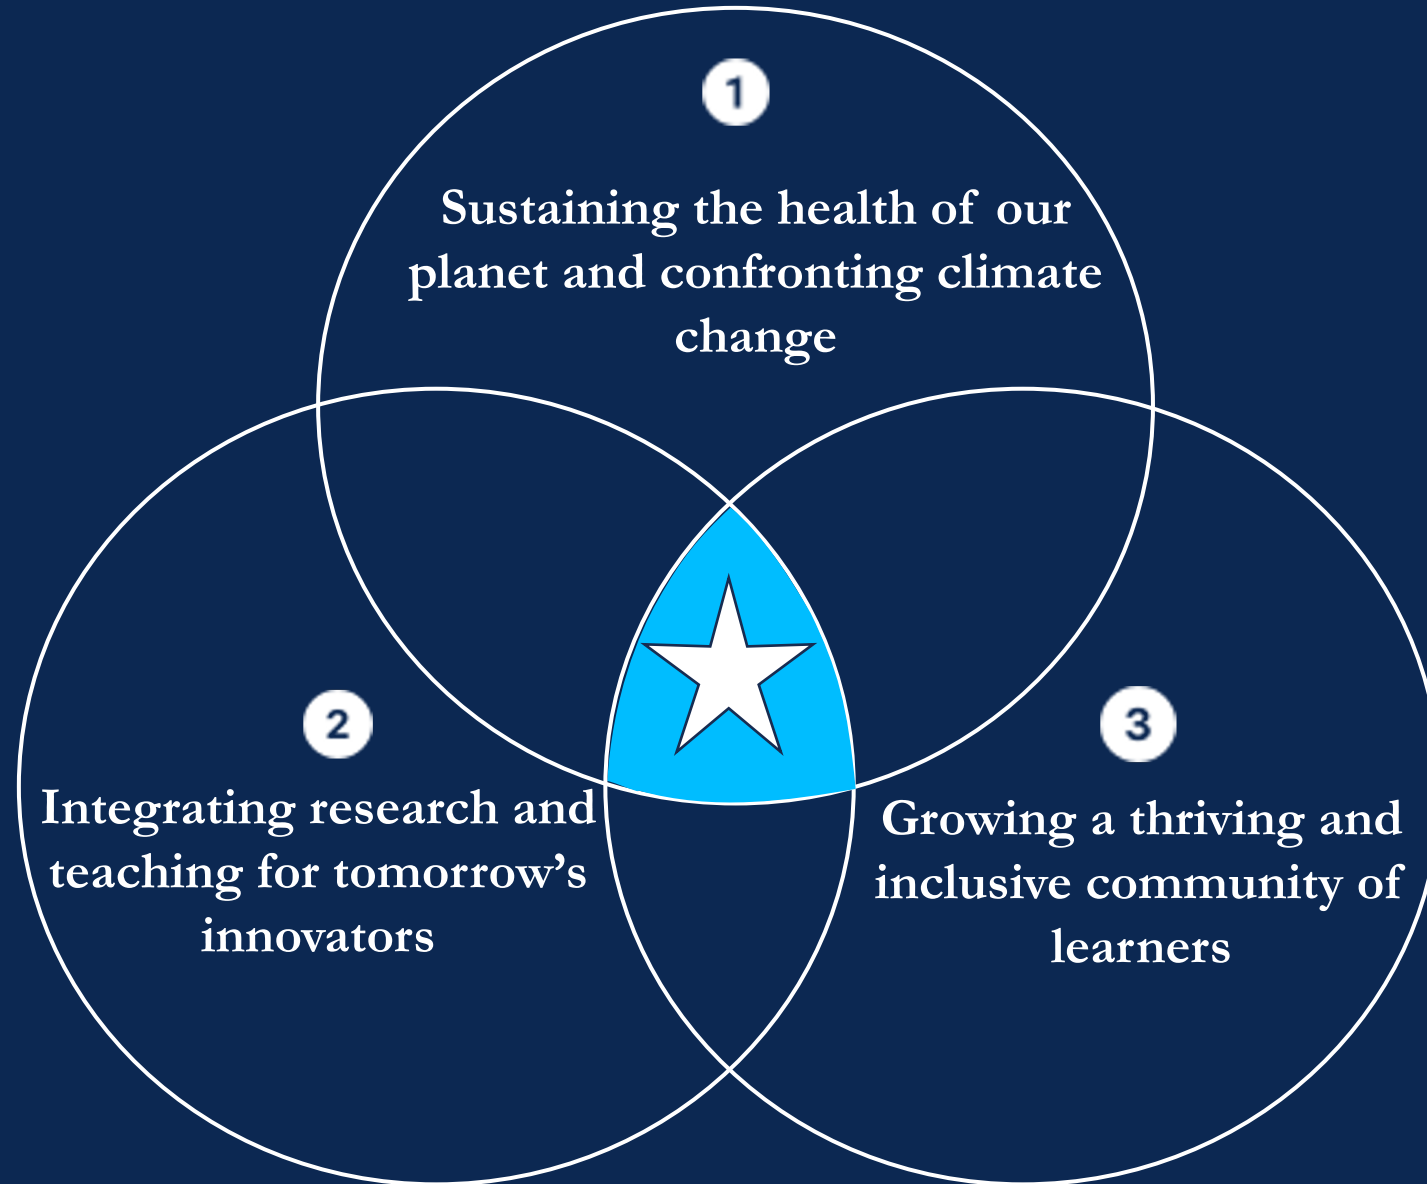 1
Sustaining the health of our
planet and confronting climate
change
2
Integrating research and
teaching for tomorrow’s
innovators
3
Growing a thriving and
inclusive community of
learners